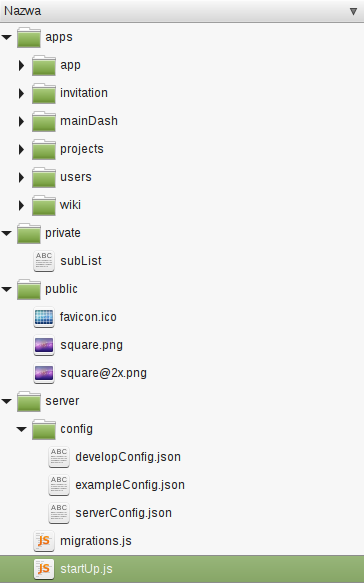 Nazwa
apps
app
invitation
mainDash
projects
users
wiki
private
ABC
subList
public
favicon.ico
square.png
square@2x.png
server
config
ABC
developConfig.json
ABC
exampleConfig.json
ABC
serverConfig.json
JS
migrations.js
JS
startUp.js